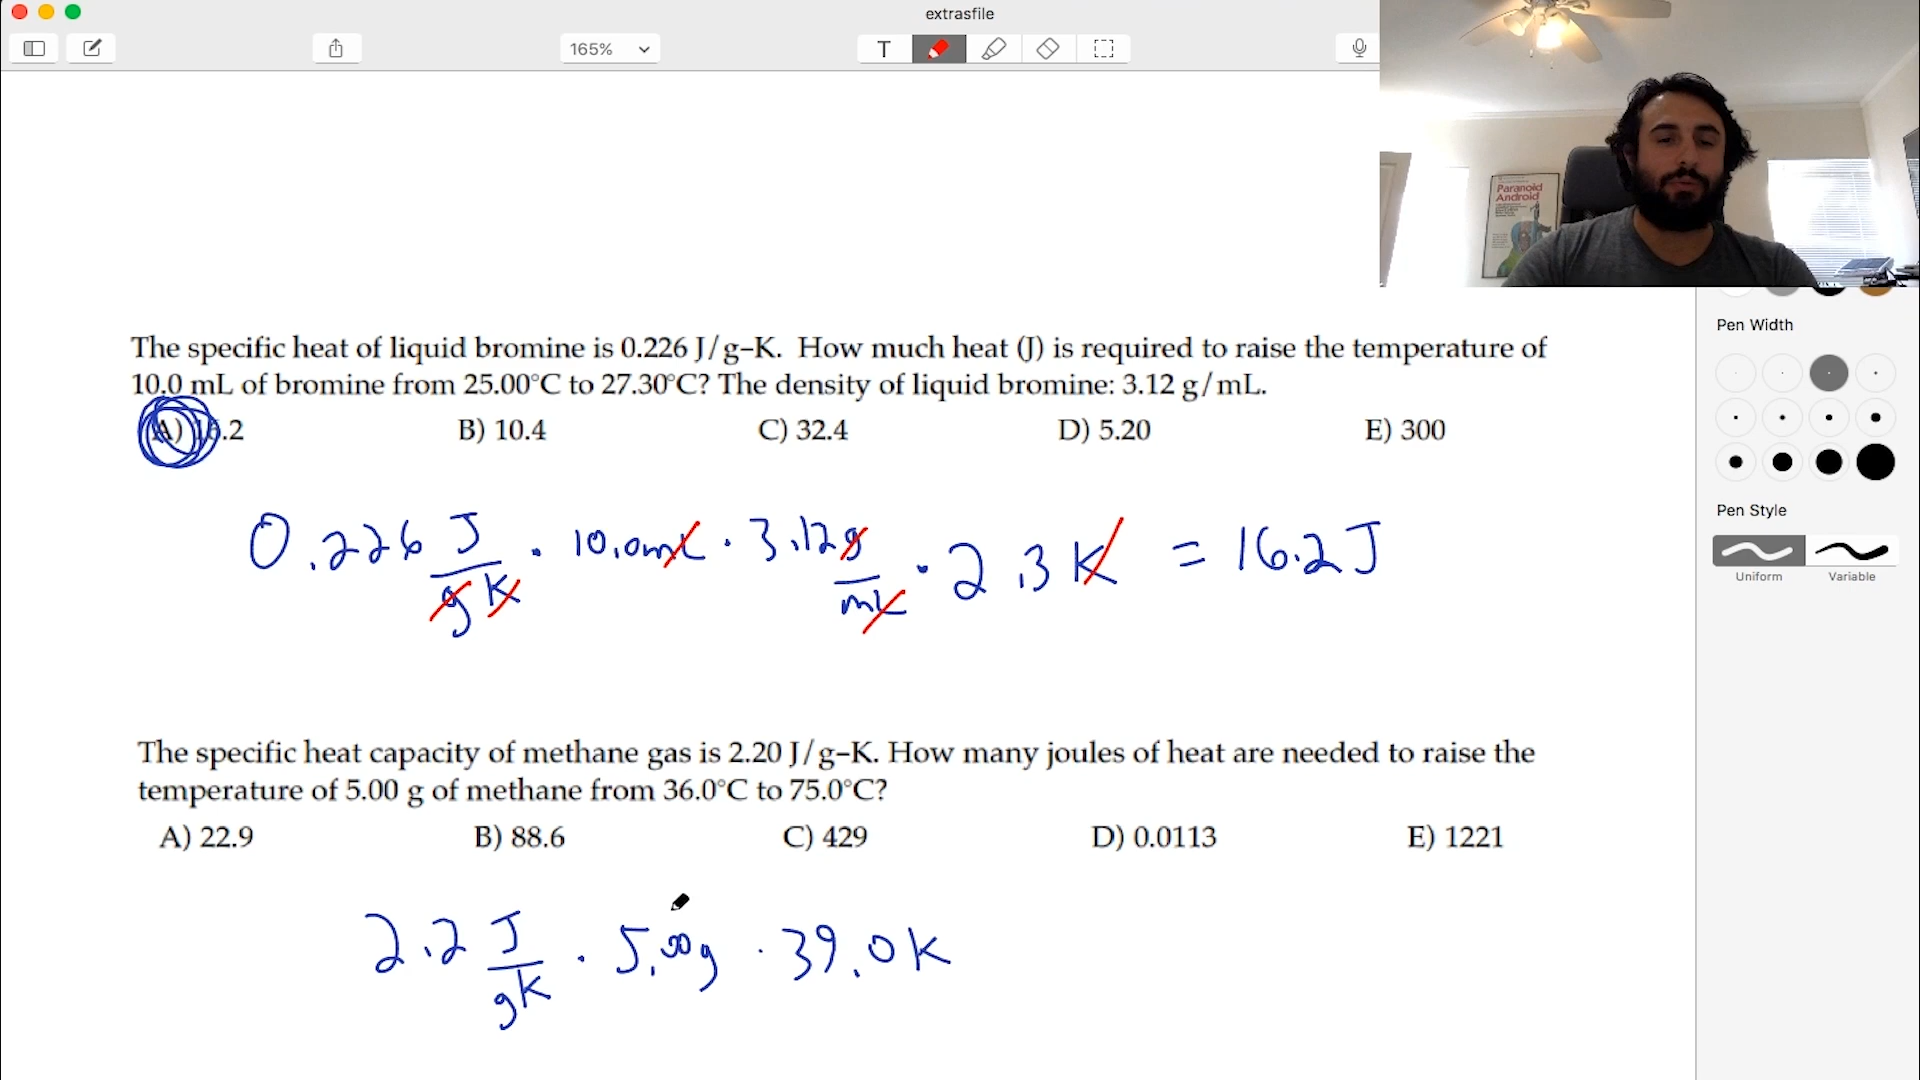 extrasfile
165%
T
Paranoid
Android
Pen Width
The specific heat of liquid bromine is 0.226 J/g–K. How much heat (J) is required to raise the temperature of
10.0 mL of bromine from 25.00°C to 27.30°C? The density of liquid bromine: 3.12 g/mL.
A) 16.2 B) 10.4 C) 32.4 D) 5.20 E) 300
Pen Style
Uniform Variable
0.226 J/gK · 10.0mL · 3.12g/mL · 2.3K = 16.2J
The specific heat capacity of methane gas is 2.20 J/g–K. How many joules of heat are needed to raise the
temperature of 5.00 g of methane from 36.0°C to 75.0°C?
A) 22.9 B) 88.6 C) 429 D) 0.0113 E) 1221
2.2 J/gK · 5.00g · 39.0K